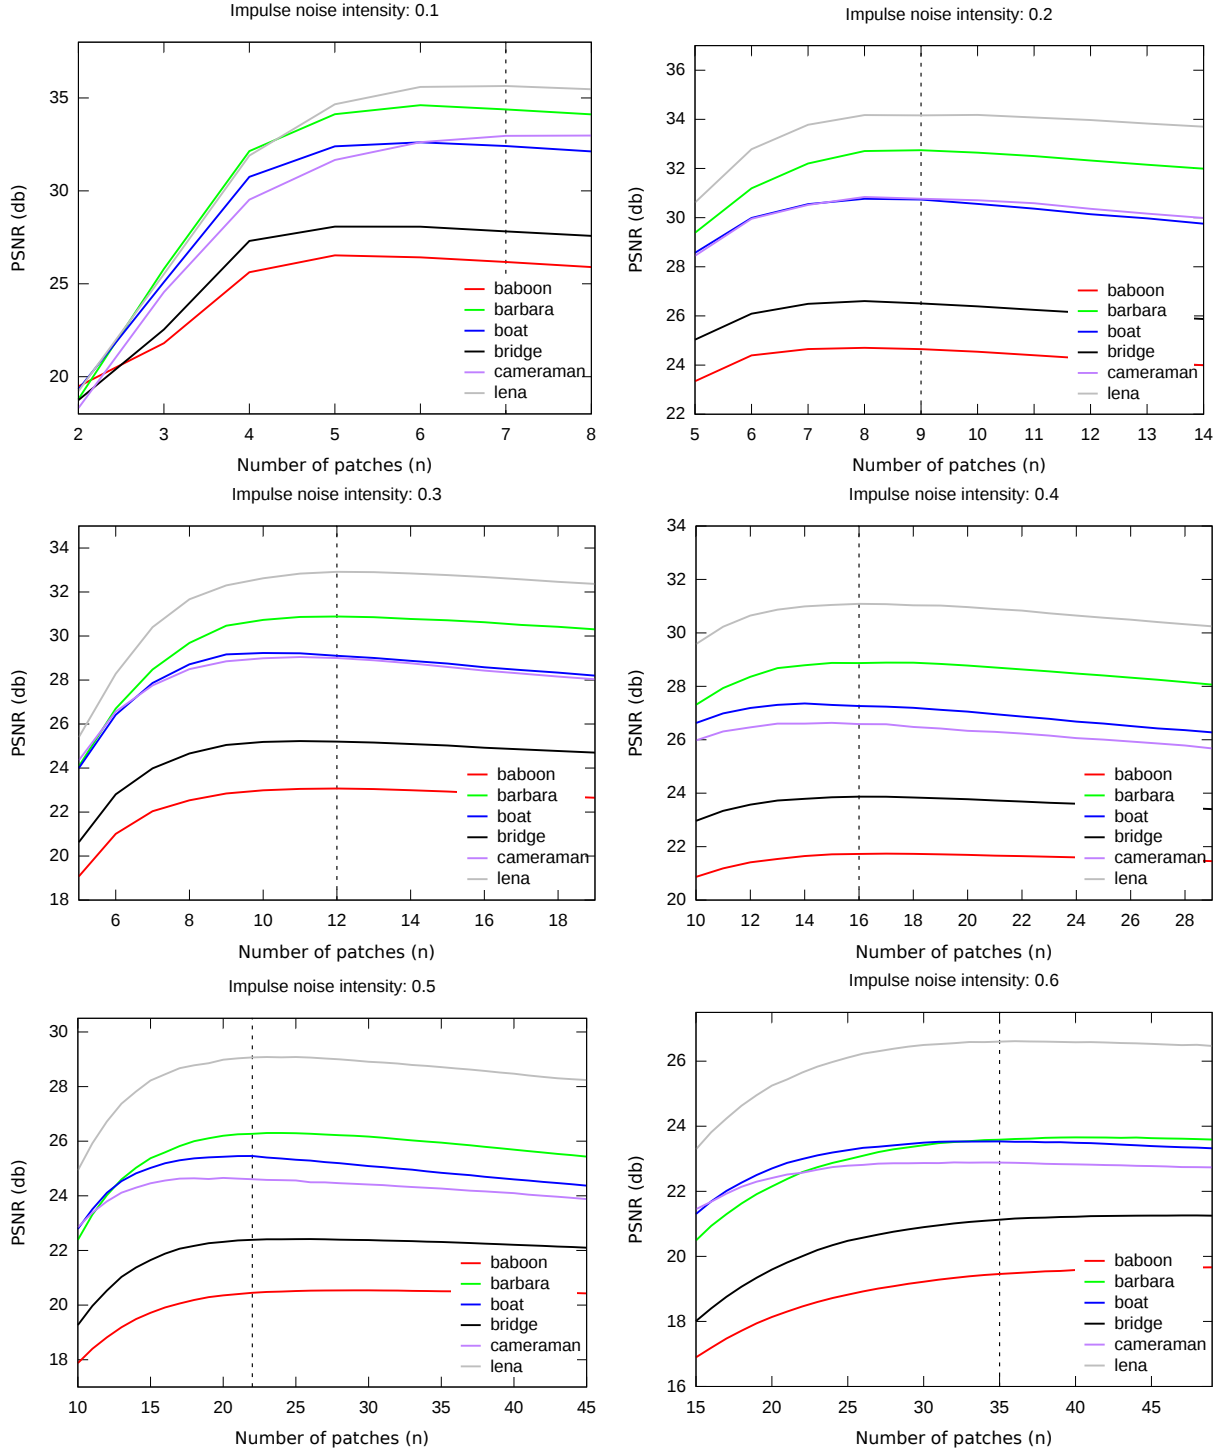 Impulse noise intensity: 0.1
PSNR (db)
35
30
25
20
baboon
barbara
boat
bridge
cameraman
lena
2 3 4 5 6 7 8
Number of patches (n)
Impulse noise intensity: 0.2
PSNR (db)
36
34
32
30
28
26
24
22
baboon
barbara
boat
bridge
cameraman
lena
5 6 7 8 9 10 11 12 13 14
Number of patches (n)
Impulse noise intensity: 0.3
PSNR (db)
34
32
30
28
26
24
22
20
18
baboon
barbara
boat
bridge
cameraman
lena
6 8 10 12 14 16 18
Number of patches (n)
Impulse noise intensity: 0.4
PSNR (db)
34
32
30
28
26
24
22
20
baboon
barbara
boat
bridge
cameraman
lena
10 12 14 16 18 20 22 24 26 28
Number of patches (n)
Impulse noise intensity: 0.5
PSNR (db)
30
28
26
24
22
20
18
baboon
barbara
boat
bridge
cameraman
lena
10 15 20 25 30 35 40 45
Number of patches (n)
Impulse noise intensity: 0.6
PSNR (db)
26
24
22
20
18
16
baboon
barbara
boat
bridge
cameraman
lena
15 20 25 30 35 40 45
Number of patches (n)